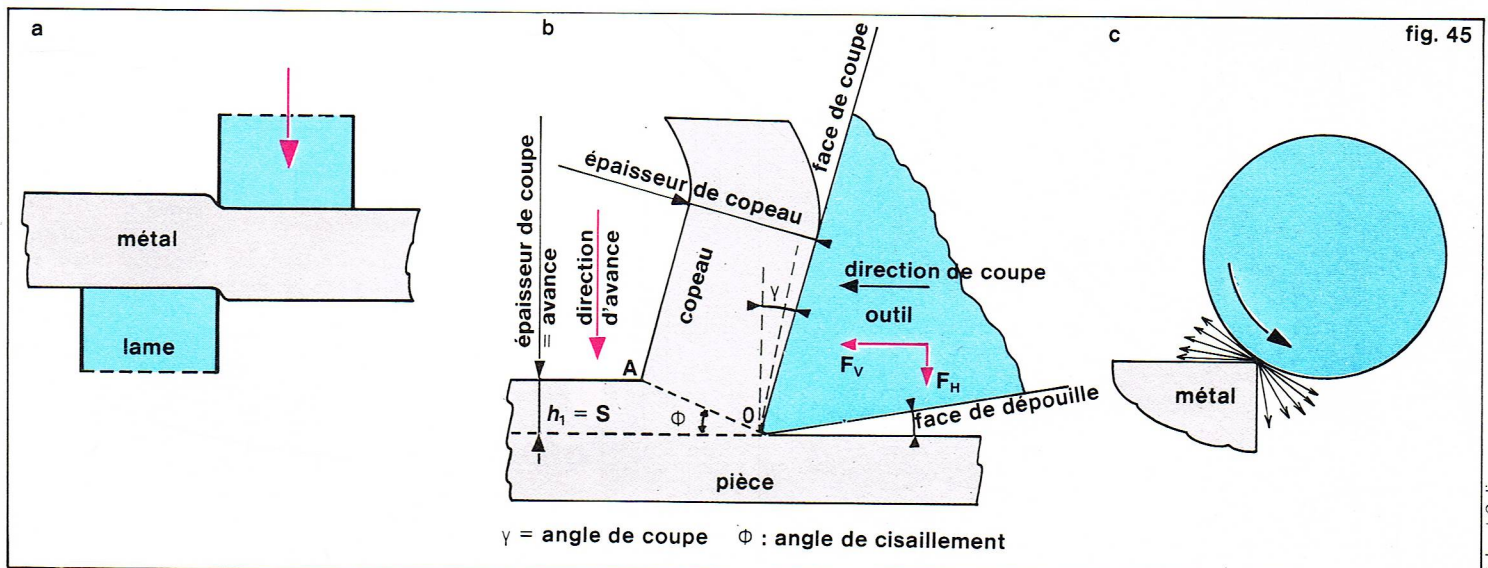 a
b
c
fig. 45
métal
lame
épaisseur de coupe
= avance
direction
d'avance
épaisseur de copeau
copeau
face de coupe
direction de coupe
γ
outil
F_V
F_H
A
h₁ = S
Φ
O
face de dépouille
pièce
métal
γ = angle de coupe Φ : angle de cisaillement